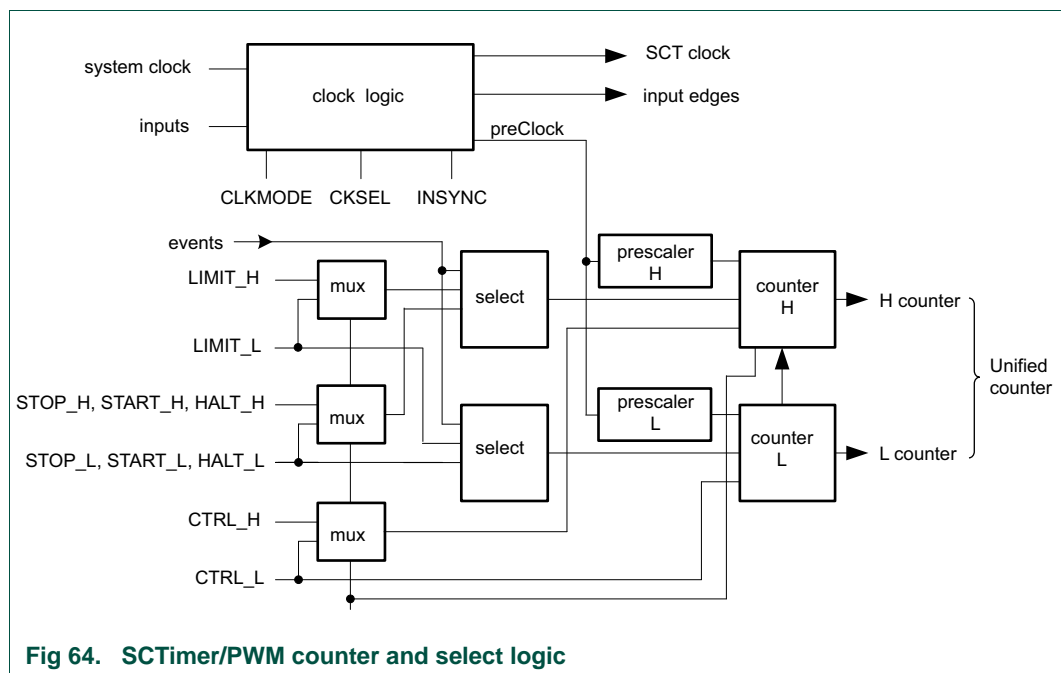 system clock
inputs
clock logic
SCT clock
input edges
preClock
CLKMODE
CKSEL
INSYNC
events
LIMIT_H
LIMIT_L
STOP_H, START_H, HALT_H
STOP_L, START_L, HALT_L
CTRL_H
CTRL_L
mux
mux
mux
select
select
prescaler
H
prescaler
L
counter
H
counter
L
H counter
L counter
Unified
counter
Fig 64. SCTimer/PWM counter and select logic